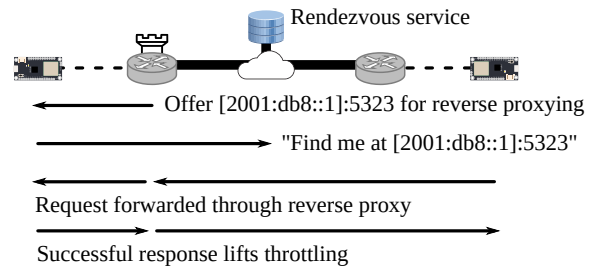 Rendezvous service
Offer [2001:db8::1]:5323 for reverse proxying
"Find me at [2001:db8::1]:5323"
Request forwarded through reverse proxy
Successful response lifts throttling